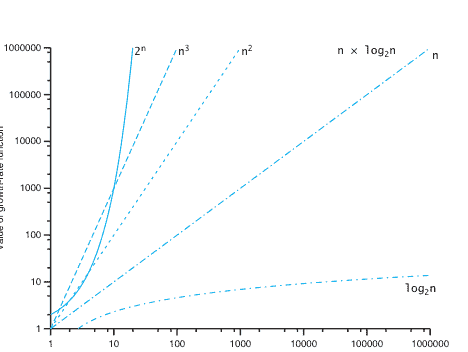 2ⁿ
n³
n²
n × log₂n
n
log₂n
1000000
100000
10000
1000
100
10
1
1 10 100 1000 10000 100000 1000000
Value of growth-rate function